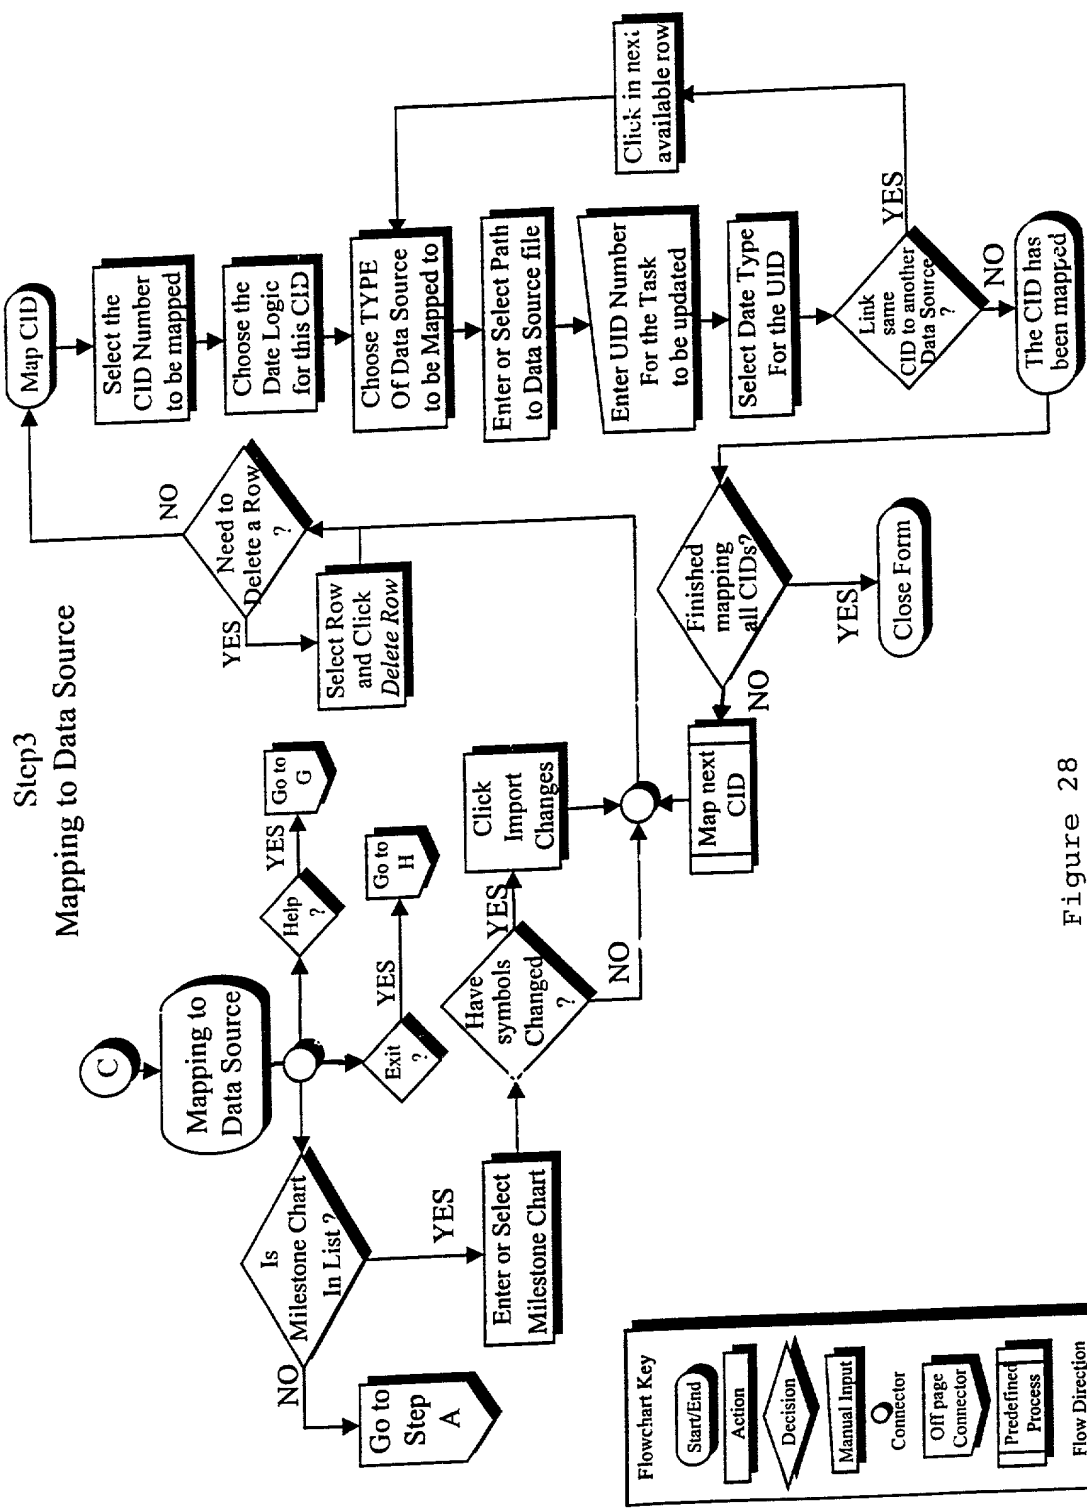 Step3
Mapping to Data Source
C
Mapping to
Data Source
Help
?
YES
Go to
G
Exit
?
YES
Go to
H
Is
Milestone Chart
In List ?
NO
Go to
Step
A
YES
Enter or Select
Milestone Chart
Have
symbols
Changed
?
YES
Click
Import
Changes
NO
Map next
CID
Need to
Delete a Row
?
YES
Select Row
and Click
Delete Row
NO
Map CID
Select the
CID Number
to be mapped
Choose the
Date Logic
for this CID
Choose TYPE
Of Data Source
to be Mapped to
Enter or Select Path
to Data Source file
Enter UID Number
For the Task
to be updated
Select Date Type
For the UID
Link
same
CID to another
Data Source
?
YES
Click in next
available row
NO
The CID has
been mapped
Finished
mapping
all CIDs?
NO
YES
Close Form
Flowchart Key
Start/End
Action
Decision
Manual Input
Connector
Off page
Connector
Predefined
Process
Flow Direction
Figure 28